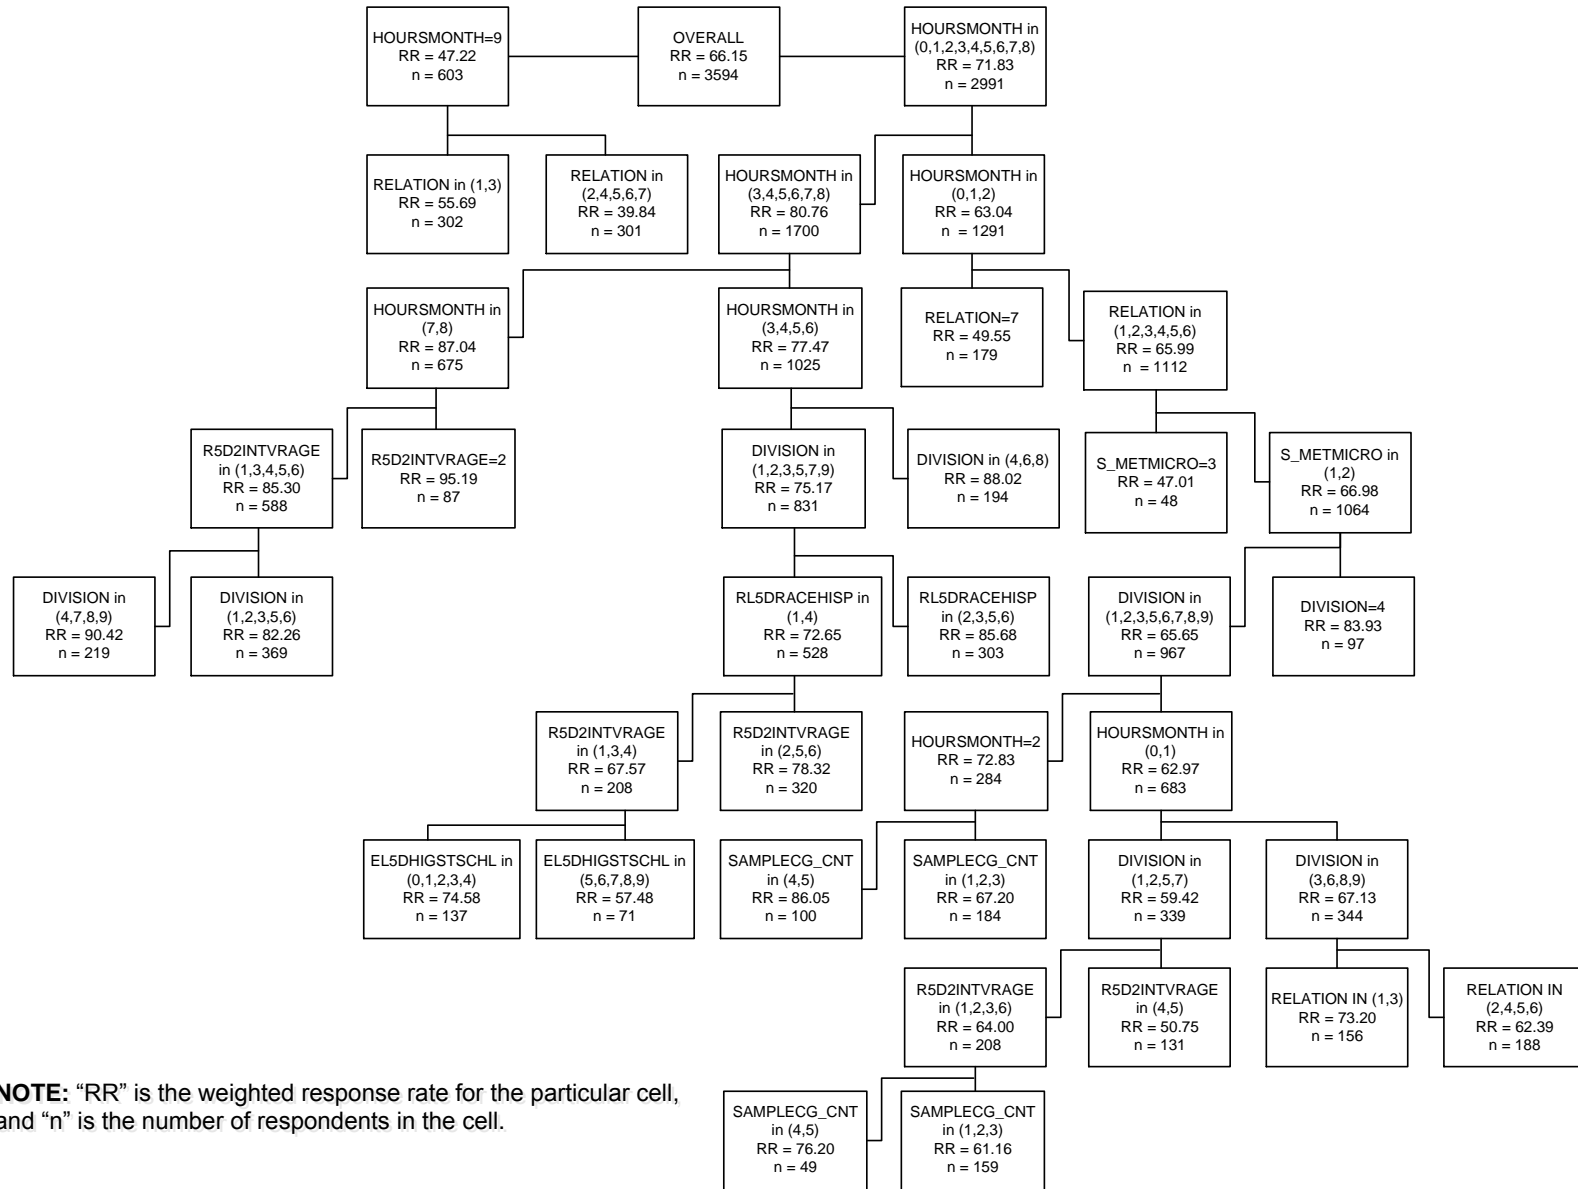 HOURSMONTH=9
RR = 47.22
n = 603
OVERALL
RR = 66.15
n = 3594
HOURSMONTH in
(0,1,2,3,4,5,6,7,8)
RR = 71.83
n = 2991
RELATION in (1,3)
RR = 55.69
n = 302
RELATION in
(2,4,5,6,7)
RR = 39.84
n = 301
HOURSMONTH in
(3,4,5,6,7,8)
RR = 80.76
n = 1700
HOURSMONTH in
(0,1,2)
RR = 63.04
n = 1291
HOURSMONTH in
(7,8)
RR = 87.04
n = 675
HOURSMONTH in
(3,4,5,6)
RR = 77.47
n = 1025
RELATION=7
RR = 49.55
n = 179
RELATION in
(1,2,3,4,5,6)
RR = 65.99
n = 1112
R5D2INTVRAGE
in (1,3,4,5,6)
RR = 85.30
n = 588
R5D2INTVRAGE=2
RR = 95.19
n = 87
DIVISION in
(1,2,3,5,7,9)
RR = 75.17
n = 831
DIVISION in (4,6,8)
RR = 88.02
n = 194
S_METMICRO=3
RR = 47.01
n = 48
S_METMICRO in
(1,2)
RR = 66.98
n = 1064
DIVISION in
(4,7,8,9)
RR = 90.42
n = 219
DIVISION in
(1,2,3,5,6)
RR = 82.26
n = 369
RL5DRACEHISP in
(1,4)
RR = 72.65
n = 528
RL5DRACEHISP
in (2,3,5,6)
RR = 85.68
n = 303
DIVISION in
(1,2,3,5,6,7,8,9)
RR = 65.65
n = 967
DIVISION=4
RR = 83.93
n = 97
R5D2INTVRAGE
in (1,3,4)
RR = 67.57
n = 208
R5D2INTVRAGE
in (2,5,6)
RR = 78.32
n = 320
HOURSMONTH=2
RR = 72.83
n = 284
HOURSMONTH in
(0,1)
RR = 62.97
n = 683
EL5DHIGSTSCHL in
(0,1,2,3,4)
RR = 74.58
n = 137
EL5DHIGSTSCHL in
(5,6,7,8,9)
RR = 57.48
n = 71
SAMPLECG_CNT
in (4,5)
RR = 86.05
n = 100
SAMPLECG_CNT
in (1,2,3)
RR = 67.20
n = 184
DIVISION in
(1,2,5,7)
RR = 59.42
n = 339
DIVISION in
(3,6,8,9)
RR = 67.13
n = 344
R5D2INTVRAGE
in (1,2,3,6)
RR = 64.00
n = 208
R5D2INTVRAGE
in (4,5)
RR = 50.75
n = 131
RELATION IN (1,3)
RR = 73.20
n = 156
RELATION IN
(2,4,5,6)
RR = 62.39
n = 188
SAMPLECG_CNT
in (4,5)
RR = 76.20
n = 49
SAMPLECG_CNT
in (1,2,3)
RR = 61.16
n = 159
NOTE: “RR” is the weighted response rate for the particular cell,
and “n” is the number of respondents in the cell.